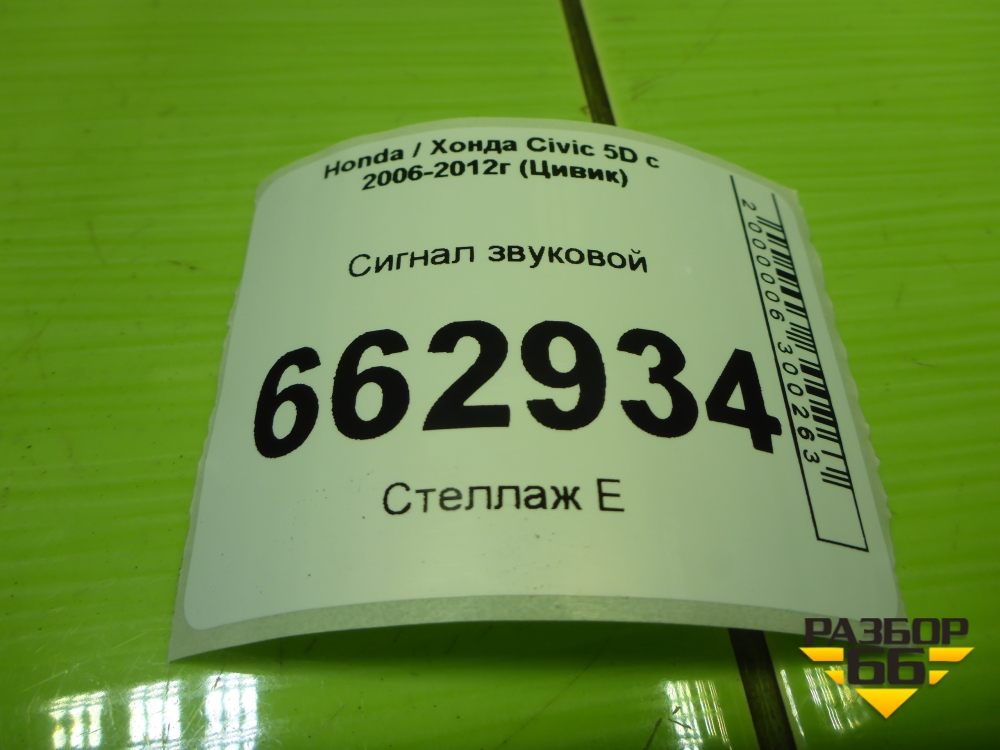 Honda / Хонда Civic 5D с
2006-2012г (Цивик)
Сигнал звуковой
662934
Стеллаж Е
2000006300263
РАЗБОР
66